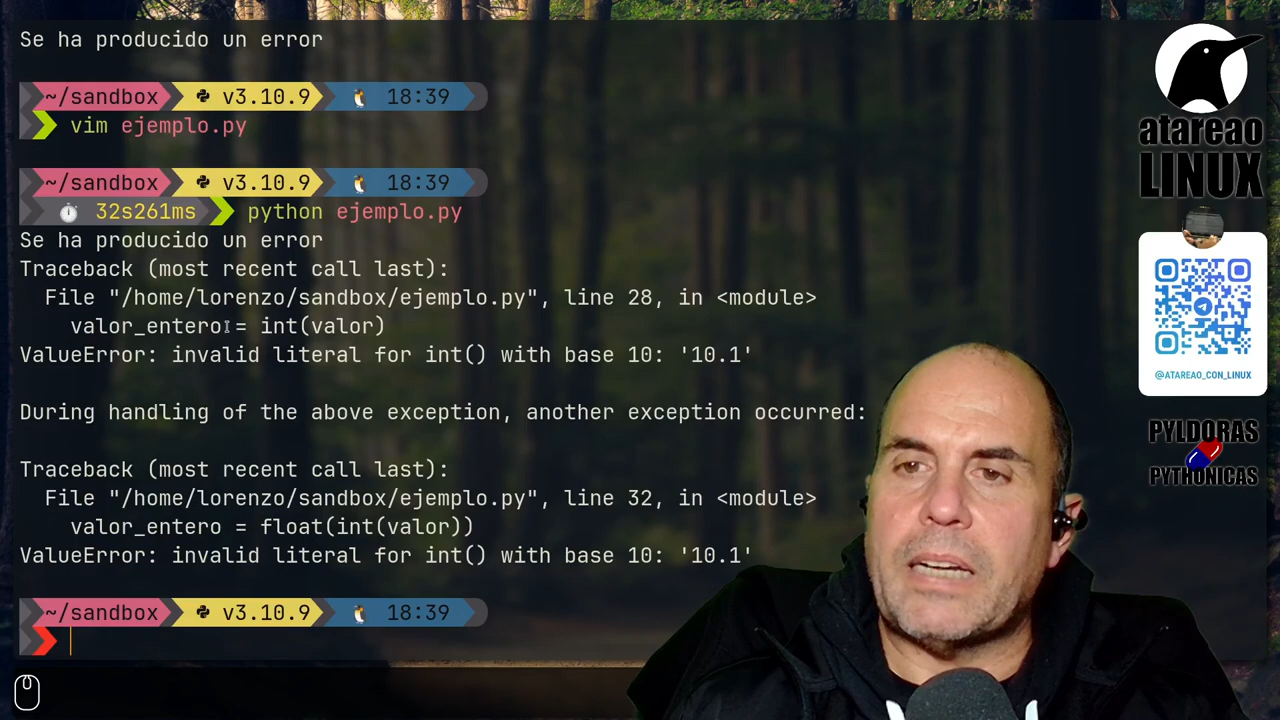 Se ha producido un error
~/sandbox v3.10.9 18:39
vim ejemplo.py
~/sandbox v3.10.9 18:39
32s261ms python ejemplo.py
Se ha producido un error
Traceback (most recent call last):
File "/home/lorenzo/sandbox/ejemplo.py", line 28, in <module>
valor_entero = int(valor)
ValueError: invalid literal for int() with base 10: '10.1'
During handling of the above exception, another exception occurred:
Traceback (most recent call last):
File "/home/lorenzo/sandbox/ejemplo.py", line 32, in <module>
valor_entero = float(int(valor))
ValueError: invalid literal for int() with base 10: '10.1'
~/sandbox v3.10.9 18:39
atareao
LINUX
@ATAREAO_CON_LINUX
PYLDORAS
PYTHONICAS